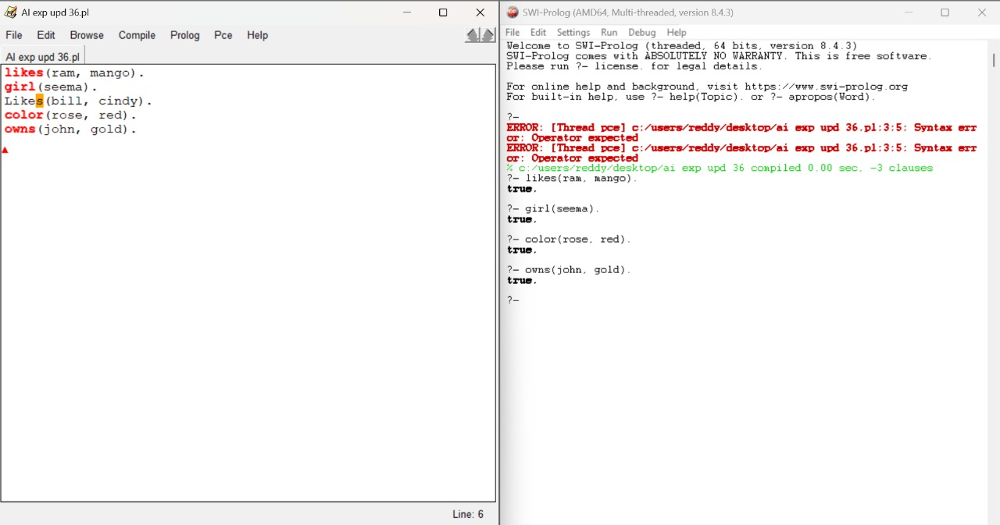 AI exp upd 36.pl
File Edit Browse Compile Prolog Pce Help
AI exp upd 36.pl
likes(ram, mango).
girl(seema).
Likes(bill, cindy).
color(rose, red).
owns(john, gold).
Line: 6
SWI-Prolog (AMD64, Multi-threaded, version 8.4.3)
File Edit Settings Run Debug Help
Welcome to SWI-Prolog (threaded, 64 bits, version 8.4.3)
SWI-Prolog comes with ABSOLUTELY NO WARRANTY. This is free software.
Please run ?- license. for legal details.
For online help and background, visit https://www.swi-prolog.org
For built-in help, use ?- help(Topic). or ?- apropos(Word).
?-
ERROR: [Thread pce] c:/users/reddy/desktop/ai exp upd 36.pl:3:5: Syntax err
or: Operator expected
ERROR: [Thread pce] c:/users/reddy/desktop/ai exp upd 36.pl:3:5: Syntax err
or: Operator expected
% c:/users/reddy/desktop/ai exp upd 36 compiled 0.00 sec, -3 clauses
?- likes(ram, mango).
true.
?- girl(seema).
true.
?- color(rose, red).
true.
?- owns(john, gold).
true.
?-